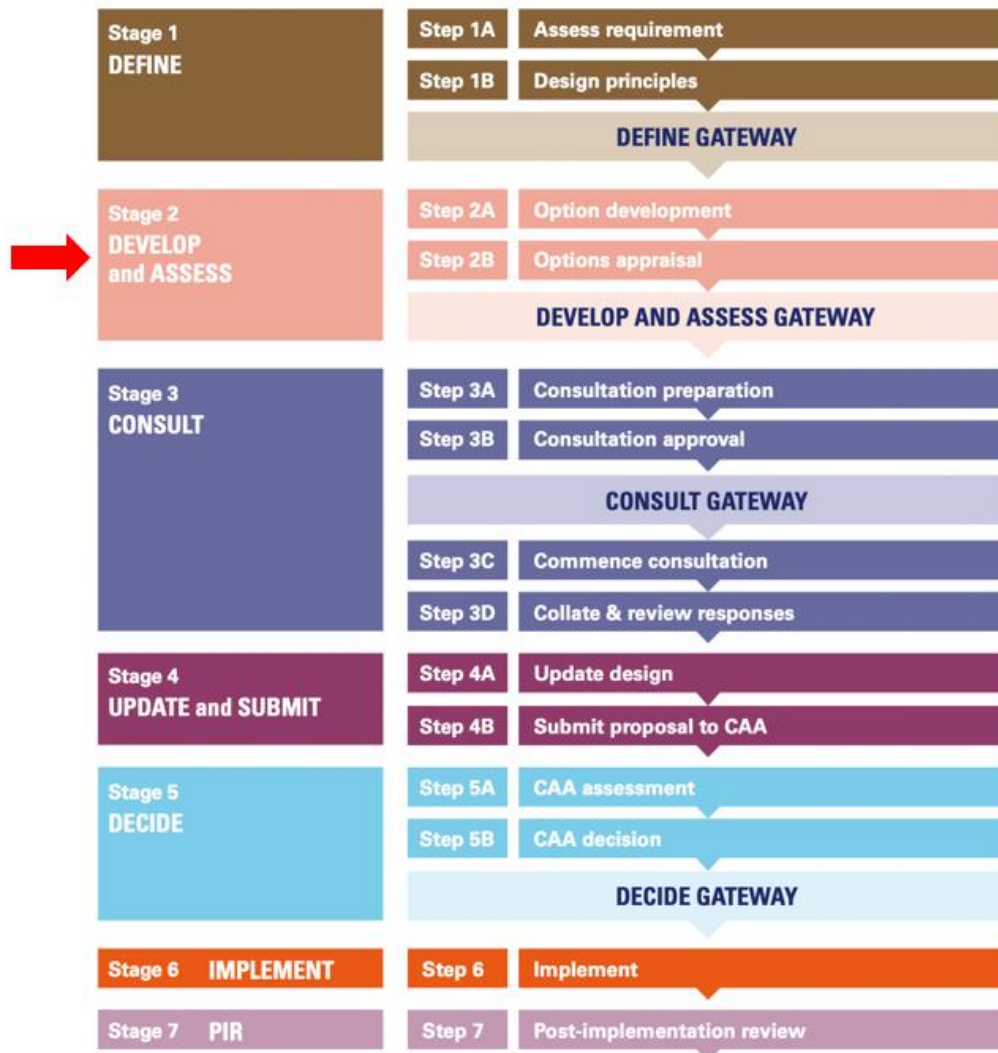 Stage 1
DEFINE
Step 1A Assess requirement
Step 1B Design principles
DEFINE GATEWAY
Stage 2
DEVELOP
and ASSESS
Step 2A Option development
Step 2B Options appraisal
DEVELOP AND ASSESS GATEWAY
Stage 3
CONSULT
Step 3A Consultation preparation
Step 3B Consultation approval
CONSULT GATEWAY
Step 3C Commence consultation
Step 3D Collate & review responses
Stage 4
UPDATE and SUBMIT
Step 4A Update design
Step 4B Submit proposal to CAA
Stage 5
DECIDE
Step 5A CAA assessment
Step 5B CAA decision
DECIDE GATEWAY
Stage 6 IMPLEMENT Step 6 Implement
Stage 7 PIR Step 7 Post-implementation review